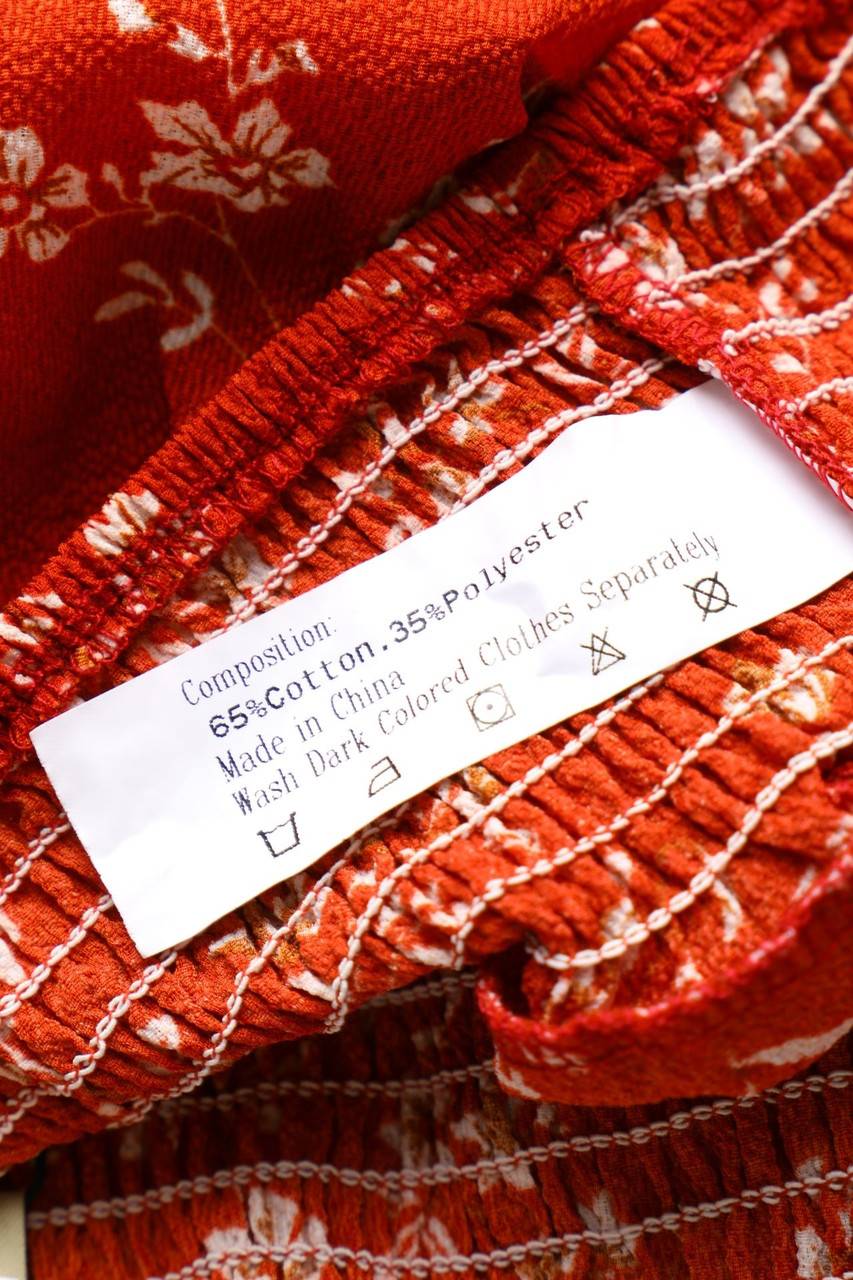 Composition:
65%Cotton.35%Polyester
Made in China
Wash Dark Colored Clothes Separately